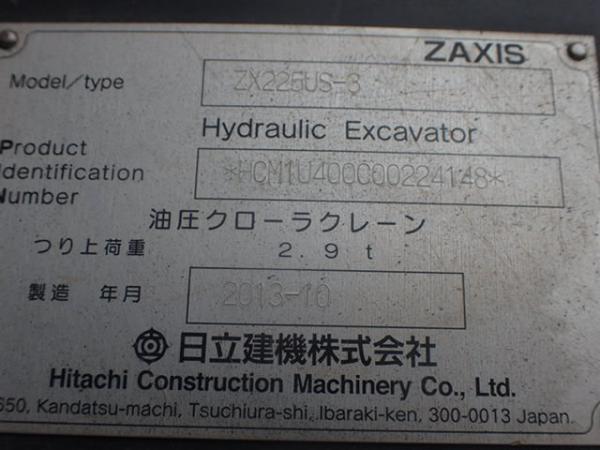 ZAXIS
Model/type ZX225US-3
Hydraulic Excavator
Product
Identification
Number
*HCM1U400C00224148*
油圧クローラクレーン
つり上荷重 2.9t
製造 年月 2013-10
日立建機株式会社
Hitachi Construction Machinery Co., Ltd.
650, Kandatsu-machi, Tsuchiura-shi, Ibaraki-ken, 300-0013 Japan